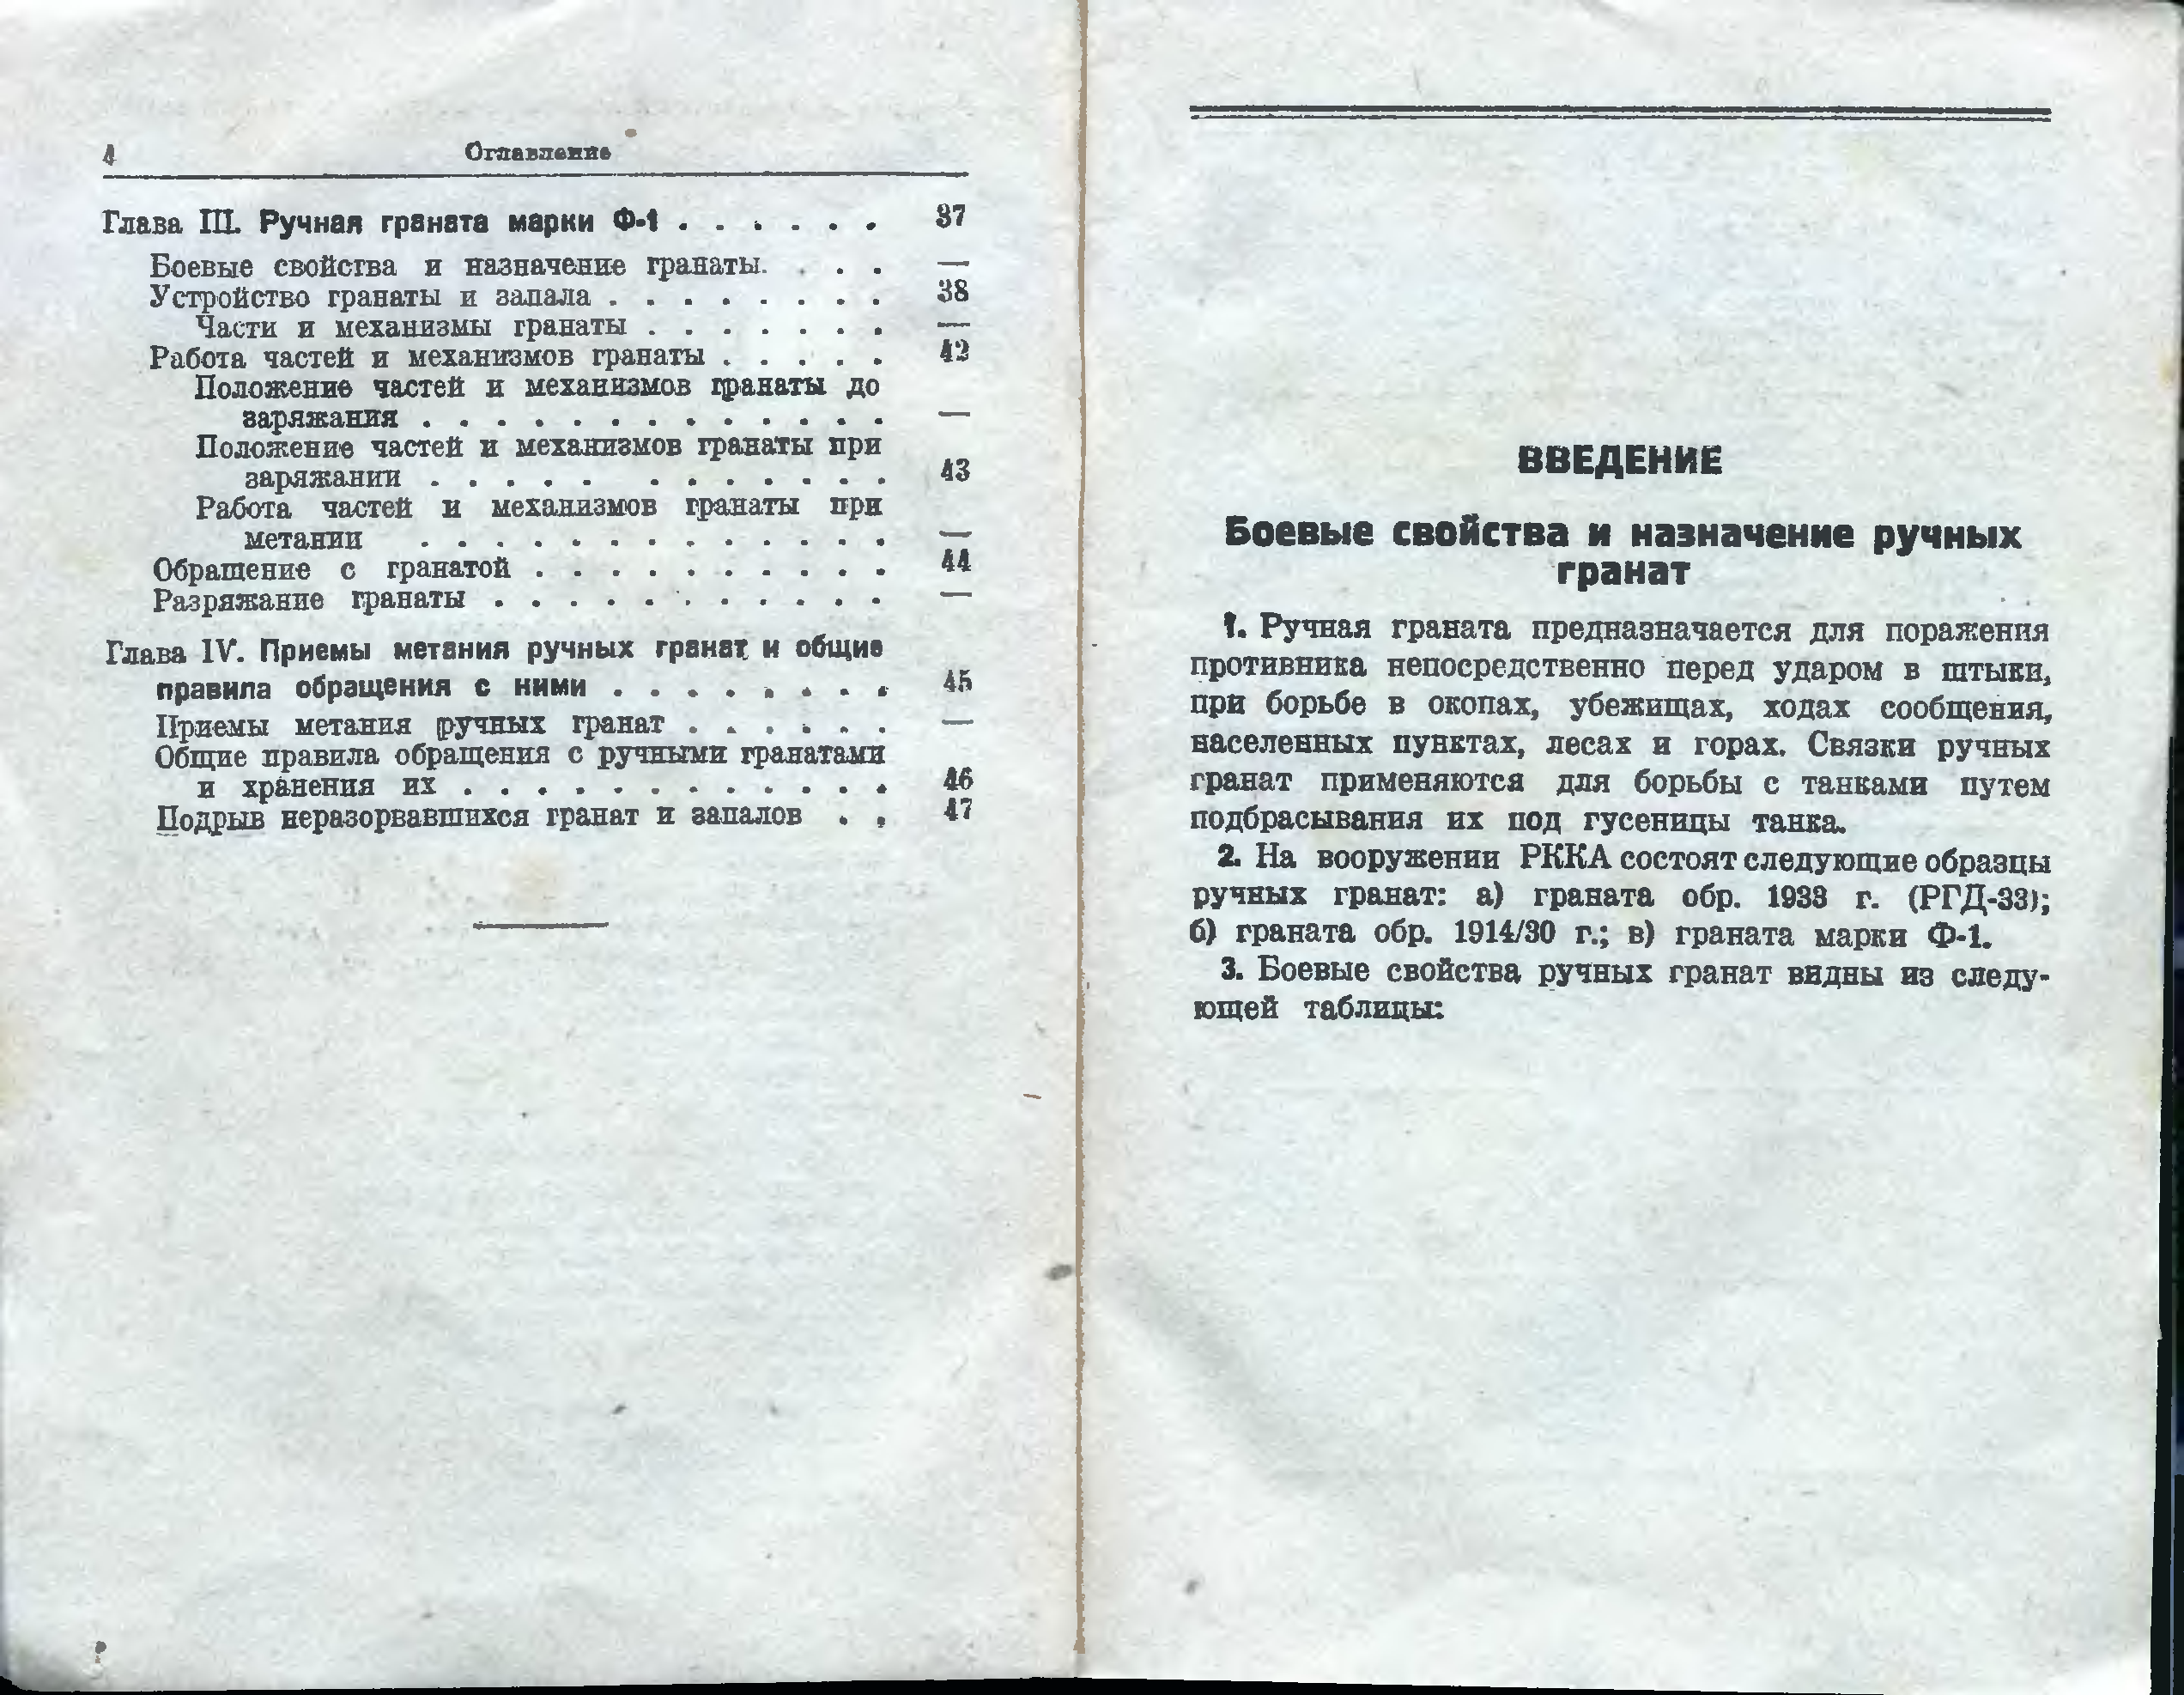 4 Оглавление
Глава III. Ручная граната марки Ф-1 . . . . . . 37
Боевые свойства и назначение гранаты. . . . —
Устройство гранаты и запала . . . . . . . . 38
Части и механизмы гранаты . . . . . . . —
Работа частей и механизмов гранаты . . . . . 42
Положение частей и механизмов гранаты до
заряжания . . . . . . . . . . . . . —
Положение частей и механизмов гранаты при
заряжании . . . . . . . . . . . . 43
Работа частей и механизмов гранаты при
метании . . . . . . . . . . . . . —
Обращение с гранатой . . . . . . . . . . 44
Разряжание гранаты . . . . . . . . . . . —
Глава IV. Приемы метания ручных гранат и общие
правила обращения с ними . . . . . . . . 45
Приемы метания ручных гранат . . . . . . —
Общие правила обращения с ручными гранатами
и хранения их . . . . . . . . . . . . 46
Подрыв неразорвавшихся гранат и запалов . . 47
ВВЕДЕНИЕ
Боевые свойства и назначение ручных
гранат
1. Ручная граната предназначается для поражения
противника непосредственно перед ударом в штыки,
при борьбе в окопах, убежищах, ходах сообщения,
населенных пунктах, лесах и горах. Связки ручных
гранат применяются для борьбы с танками путем
подбрасывания их под гусеницы танка.
2. На вооружении РККА состоят следующие образцы
ручных гранат: а) граната обр. 1933 г. (РГД-33);
б) граната обр. 1914/30 г.; в) граната марки Ф-1.
3. Боевые свойства ручных гранат видны из следу-
ющей таблицы: